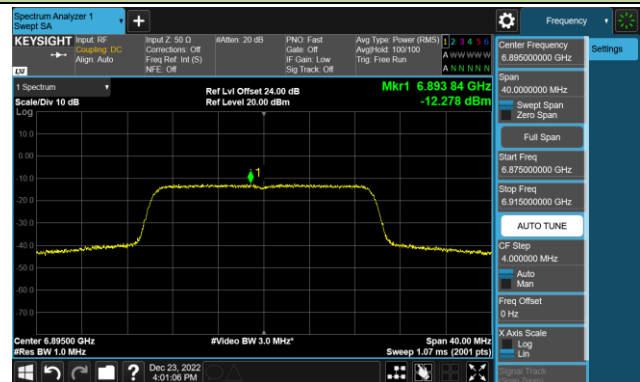 Spectrum Analyzer 1
Swept SA
Frequency
KEYSIGHT
Input: RF
Coupling: DC
Align: Auto
Input Z: 50 Ω
Corrections: Off
Freq Ref: Int (S)
NFE: Off
#Atten: 20 dB
PNO: Fast
Gate: Off
IF Gain: Low
Sig Track: Off
Avg Type: Power (RMS)
Avg|Hold: 100/100
Trig: Free Run
1 2 3 4 5 6
A W W W W W
A N N N N N
LXI
1 Spectrum
Scale/Div 10 dB
Log
Ref Lvl Offset 24.00 dB
Ref Level 20.00 dBm
Mkr1 6.893 84 GHz
-12.278 dBm
10.0
0.00
-10.0
-20.0
-30.0
-40.0
-50.0
-60.0
-70.0
1
Center 6.89500 GHz
#Res BW 1.0 MHz
#Video BW 3.0 MHz*
Span 40.00 MHz
Sweep 1.07 ms (2001 pts)
Center Frequency
6.895000000 GHz
Settings
Span
40.0000000 MHz
Swept Span
Zero Span
Full Span
Start Freq
6.875000000 GHz
Stop Freq
6.915000000 GHz
AUTO TUNE
CF Step
4.000000 MHz
Auto
Man
Freq Offset
0 Hz
X Axis Scale
Log
Lin
Signal Track
(Span Zoom)
?
Dec 23, 2022
4:01:06 PM